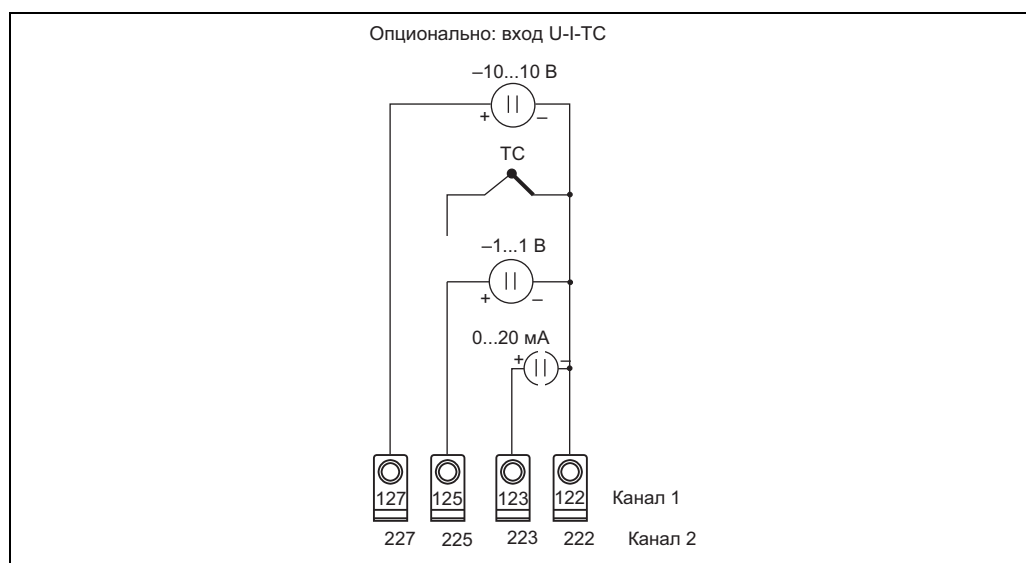 Опционально: вход U-I-TC
–10...10 В
+ –
TC
–1...1 В
+ –
0...20 мА
+ –
127 125 123 122 Канал 1
227 225 223 222 Канал 2